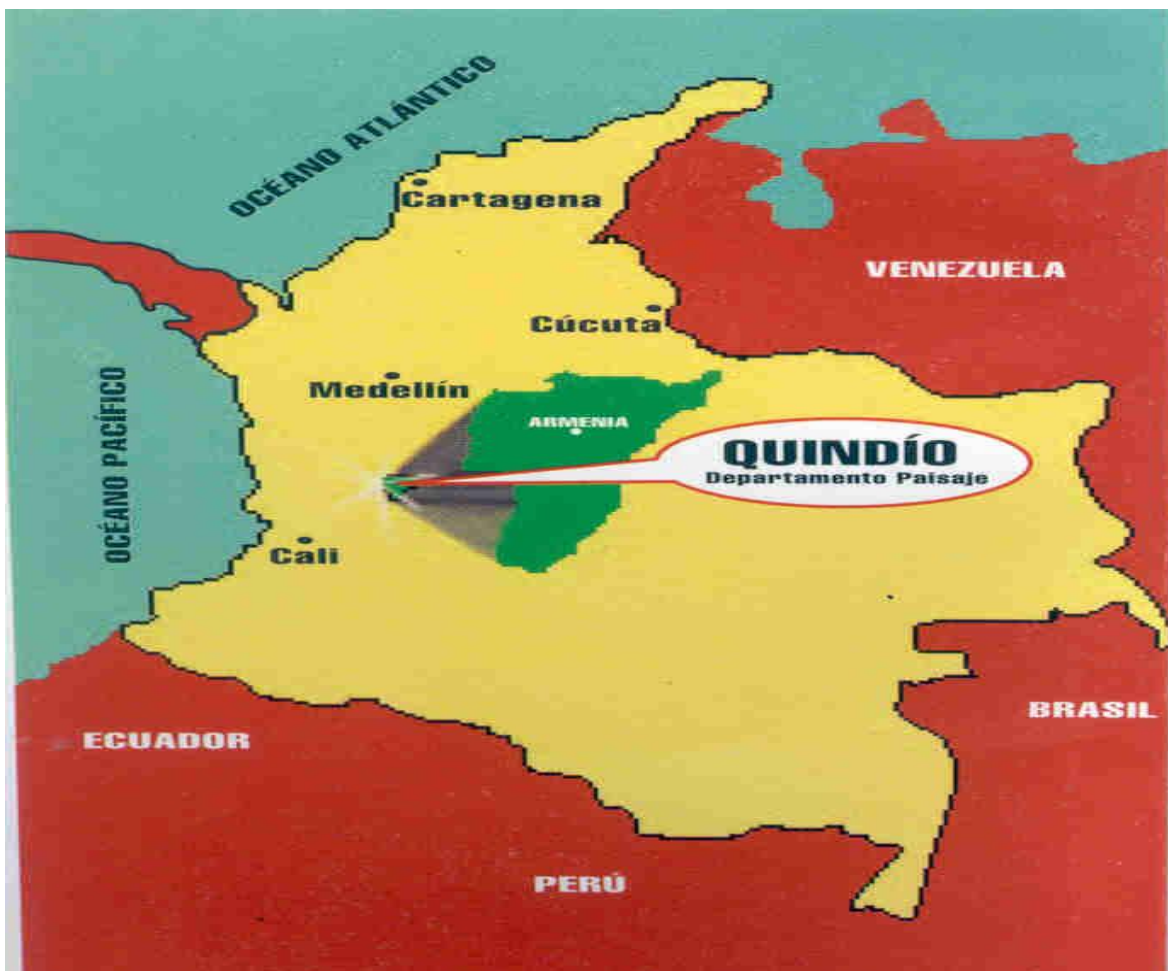 OCÉANO ATLÁNTICO
Cartagena
VENEZUELA
Cúcuta
Medellín
OCÉANO PACÍFICO
ARMENIA
QUINDÍO
Departamento Paisaje
Cali
BRASIL
ECUADOR
PERÚ